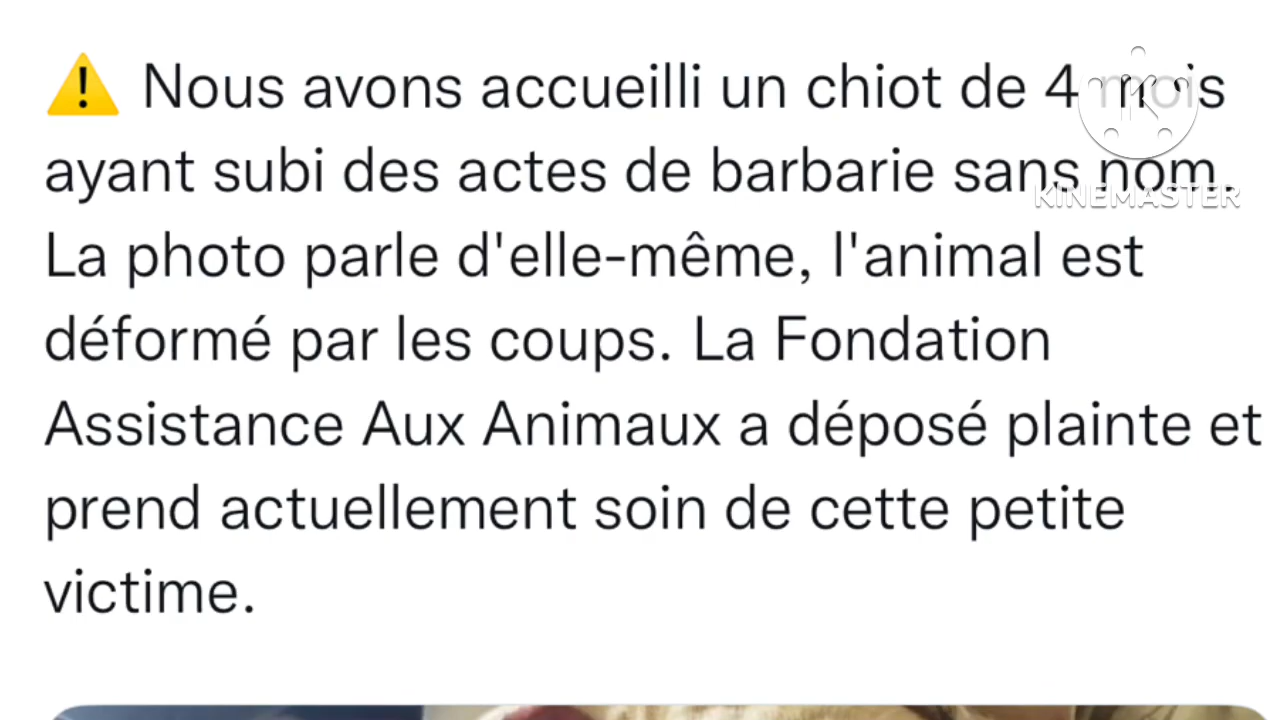 ⚠️ Nous avons accueilli un chiot de 4 mois
ayant subi des actes de barbarie sans nom
La photo parle d'elle-même, l'animal est
déformé par les coups. La Fondation
Assistance Aux Animaux a déposé plainte et
prend actuellement soin de cette petite
victime.
KINEMASTER